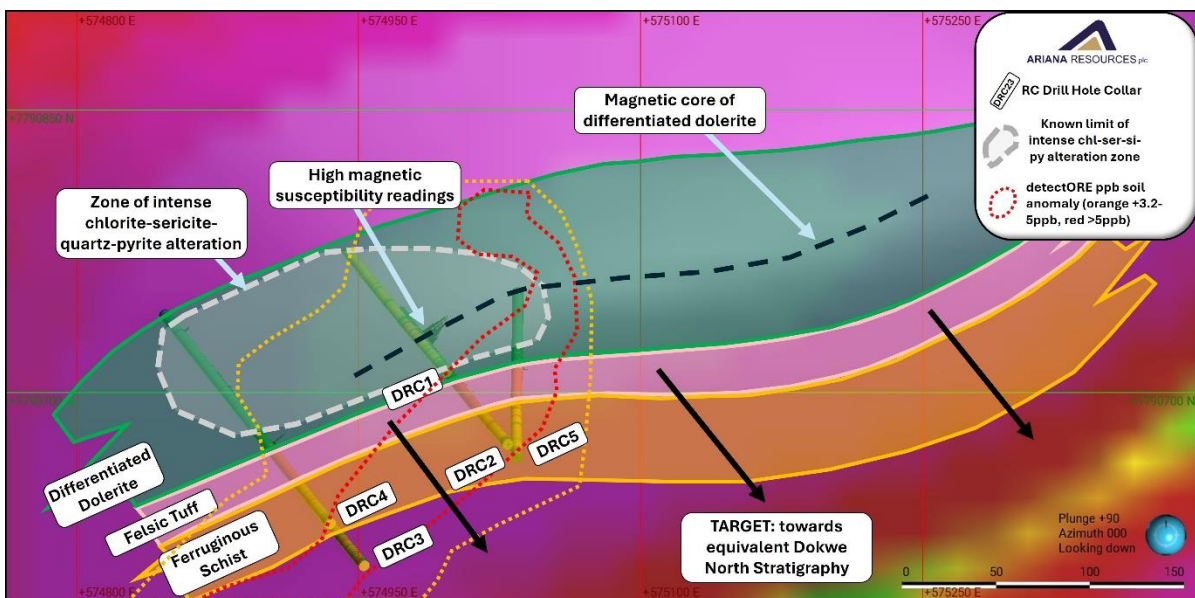 +574800 E
+574950 E
+575100 E
+575250 E
ARIANA RESOURCES plc
DRC23
RC Drill Hole Collar
Known limit of
intense chl-ser-si-
py alteration zone
detectORE ppb soil
anomaly (orange +3.2-
5ppb, red >5ppb)
+7790850 N
Magnetic core of
differentiated dolerite
High magnetic
susceptibility readings
Zone of intense
chlorite-sericite-
quartz-pyrite alteration
DRC1
+7790700 N
+7790700 N
DRC2
DRC5
Differentiated
Dolerite
Felsic Tuff
Ferruginous
Schist
DRC4
DRC3
TARGET: towards
equivalent Dokwe
North Stratigraphy
Plunge +90
Azimuth 000
Looking down
0 50 100 150
+574800 E
+574950 E
+575100 E
+575250 E